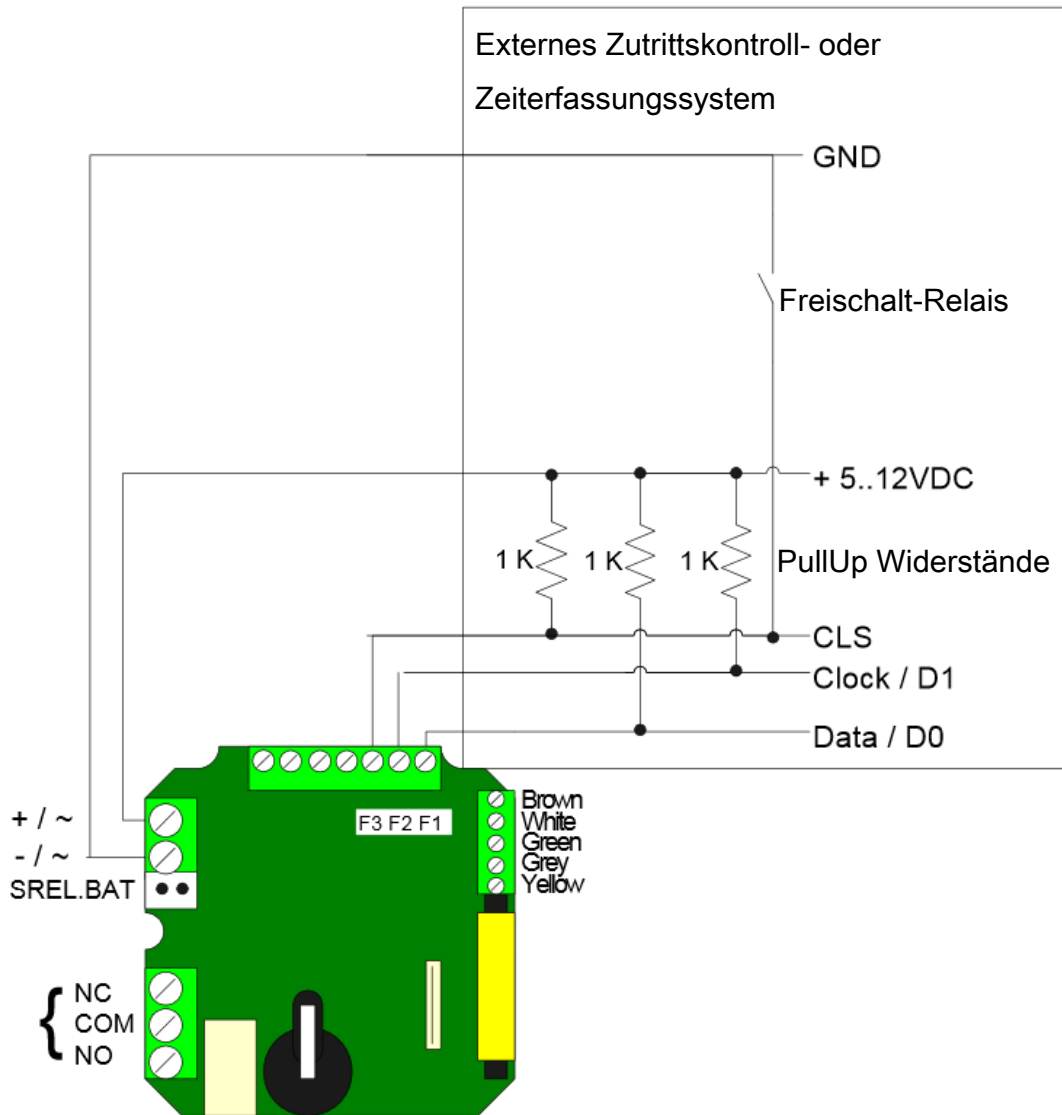 Externes Zutrittskontroll- oder
Zeiterfassungssystem
GND
Freischalt-Relais
+ 5..12VDC
1 K 1 K 1 K PullUp Widerstände
CLS
Clock / D1
Data / D0
F3 F2 F1
Brown
White
Green
Grey
Yellow
+ / ~
- / ~
SREL.BAT
NC
COM
NO